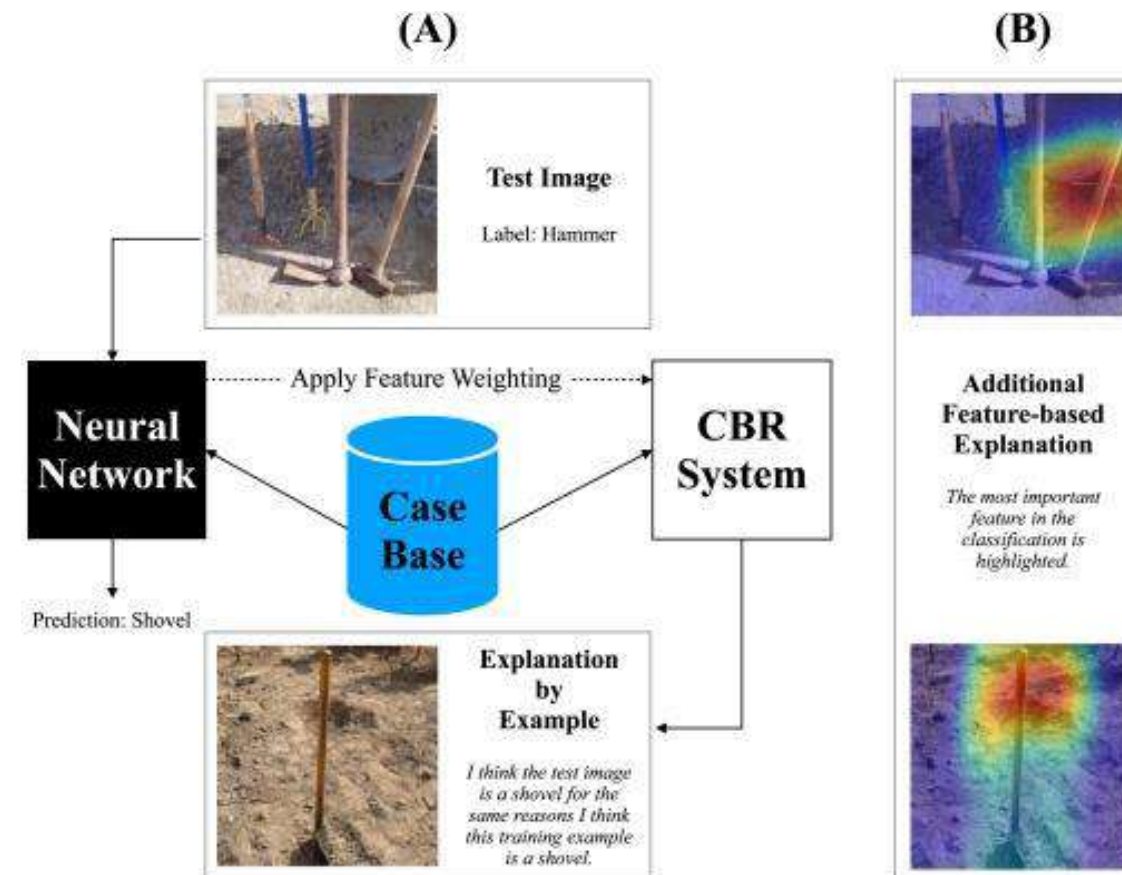 (A)
(B)
Test Image
Label: Hammer
Apply Feature Weighting
Neural
Network
Case
Base
CBR
System
Additional
Feature-based
Explanation
The most important
feature in the
classification is
highlighted.
Prediction: Shovel
Explanation
by
Example
I think the test image
is a shovel for the
same reasons I think
this training example
is a shovel.